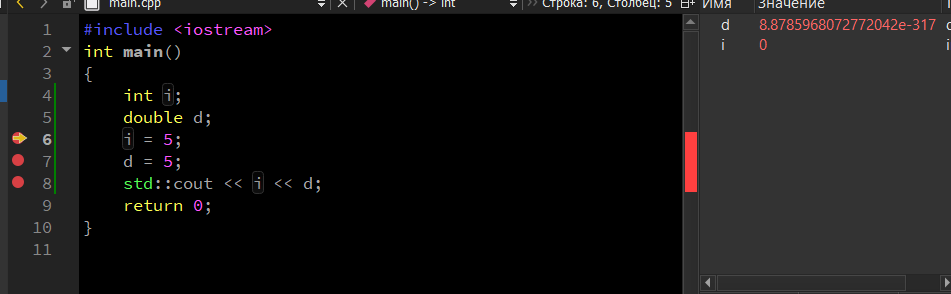 main.cpp main() -> int Строка: 6, Столбец: 5 Имя Значение
1 #include <iostream>
2 int main()
3 {
4 int i;
5 double d;
6 i = 5;
7 d = 5;
8 std::cout << i << d;
9 return 0;
10 }
11
d 8.8785968072772042e-317
i 0